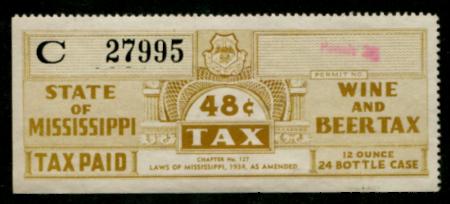 C 27995
PERMIT NO.
STATE
OF
MISSISSIPPI
TAX PAID
48¢
TAX
CHAPTER No. 127
LAWS OF MISSISSIPPI, 1934, AS AMENDED
WINE
AND
BEER TAX
12 OUNCE
24 BOTTLE CASE